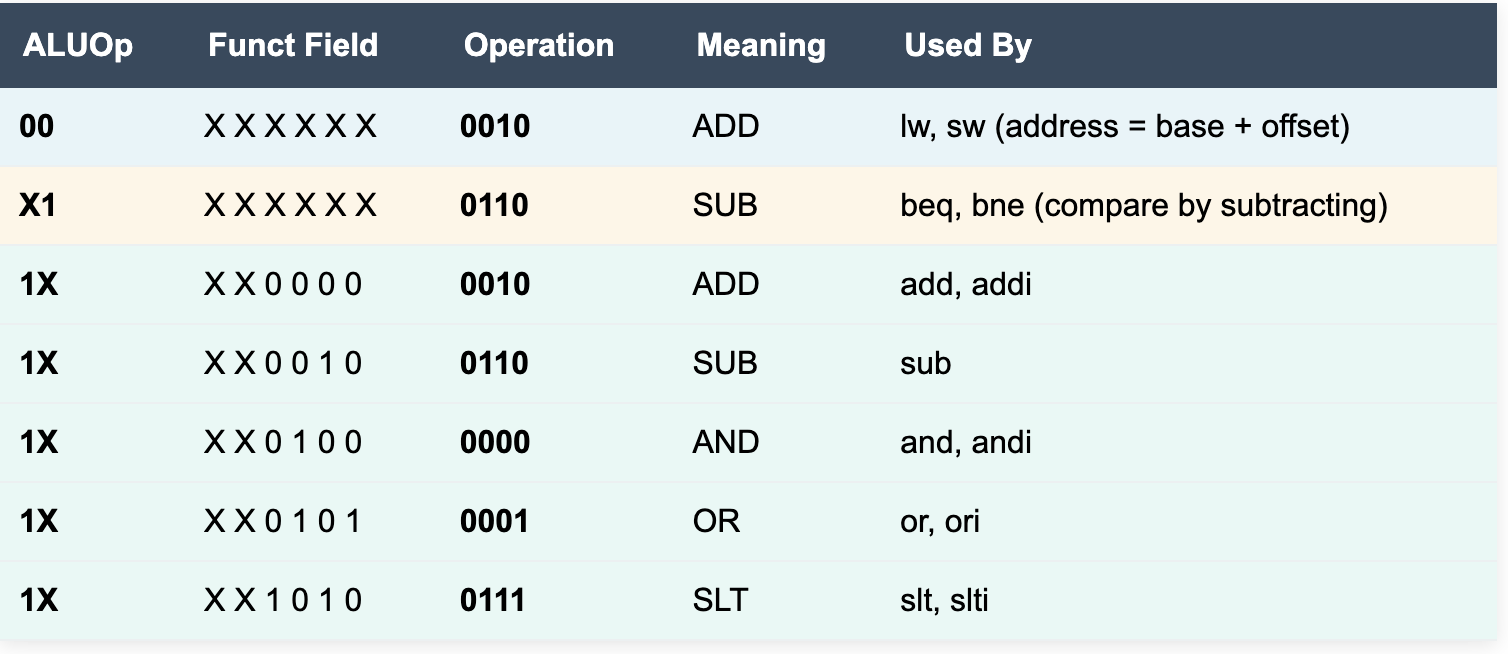 ALUOp Funct Field Operation Meaning Used By
00 X X X X X X 0010 ADD lw, sw (address = base + offset)
X1 X X X X X X 0110 SUB beq, bne (compare by subtracting)
1X X X 0 0 0 0 0010 ADD add, addi
1X X X 0 0 1 0 0110 SUB sub
1X X X 0 1 0 0 0000 AND and, andi
1X X X 0 1 0 1 0001 OR or, ori
1X X X 1 0 1 0 0111 SLT slt, slti